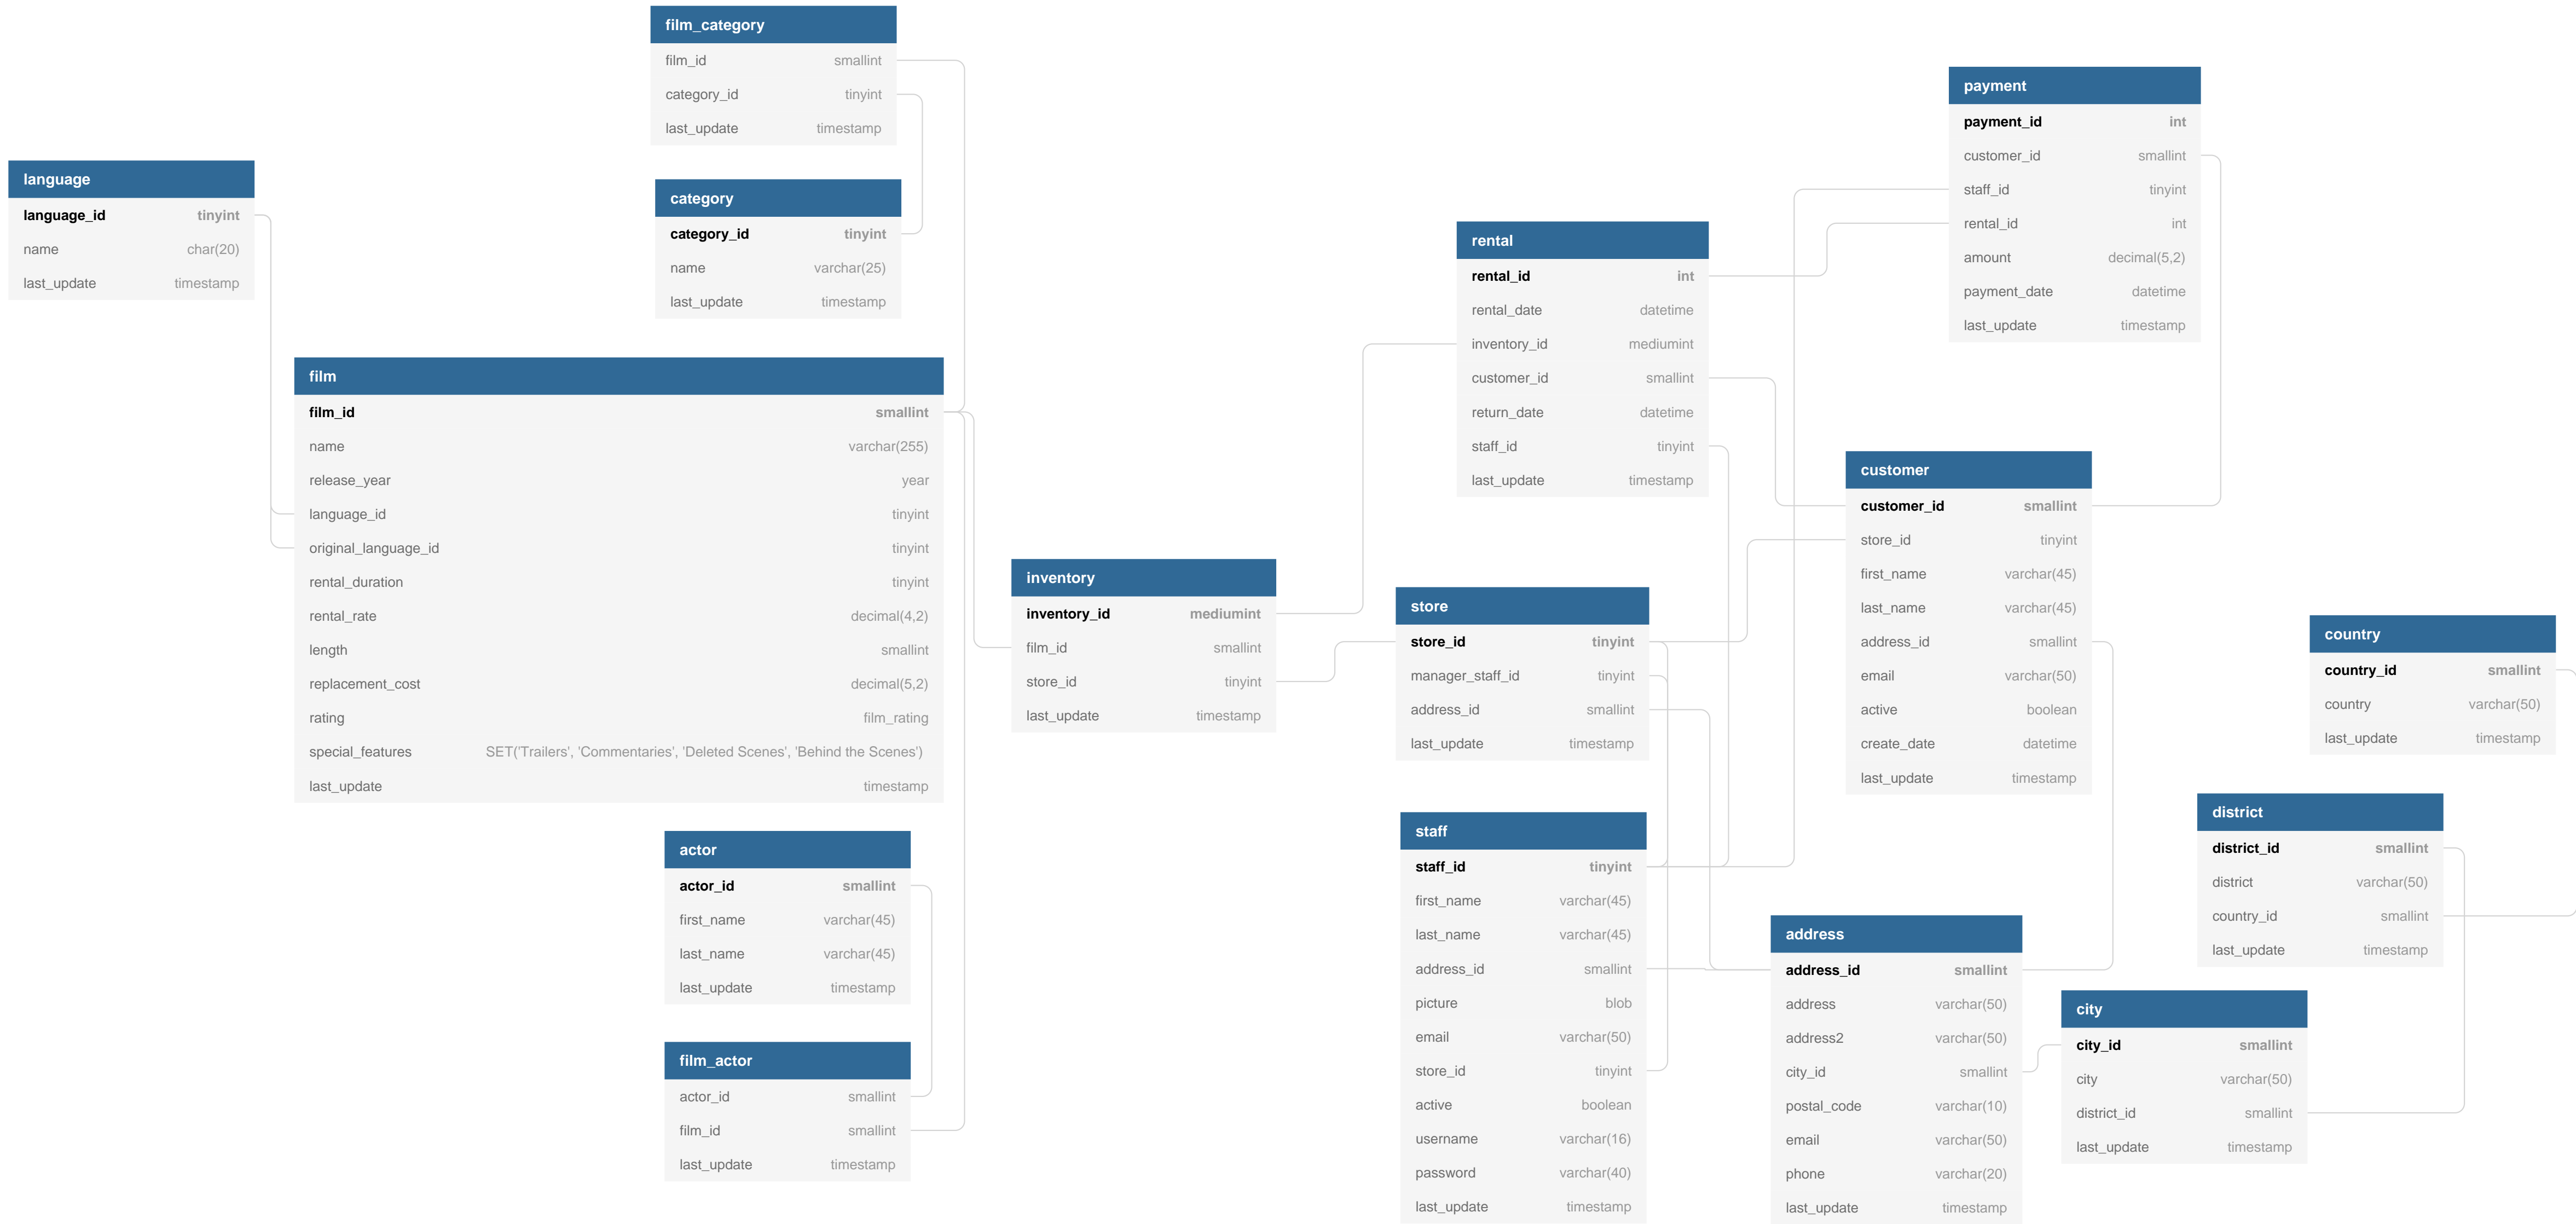 film_category
film_id smallint
category_id tinyint
last_update timestamp
language
language_id tinyint
name char(20)
last_update timestamp
category
category_id tinyint
name varchar(25)
last_update timestamp
film
film_id smallint
name varchar(255)
release_year year
language_id tinyint
original_language_id tinyint
rental_duration tinyint
rental_rate decimal(4,2)
length smallint
replacement_cost decimal(5,2)
rating film_rating
special_features SET('Trailers', 'Commentaries', 'Deleted Scenes', 'Behind the Scenes')
last_update timestamp
actor
actor_id smallint
first_name varchar(45)
last_name varchar(45)
last_update timestamp
film_actor
actor_id smallint
film_id smallint
last_update timestamp
inventory
inventory_id mediumint
film_id smallint
store_id tinyint
last_update timestamp
rental
rental_id int
rental_date datetime
inventory_id mediumint
customer_id smallint
return_date datetime
staff_id tinyint
last_update timestamp
store
store_id tinyint
manager_staff_id tinyint
address_id smallint
last_update timestamp
staff
staff_id tinyint
first_name varchar(45)
last_name varchar(45)
address_id smallint
picture blob
email varchar(50)
store_id tinyint
active boolean
username varchar(16)
password varchar(40)
last_update timestamp
payment
payment_id int
customer_id smallint
staff_id tinyint
rental_id int
amount decimal(5,2)
payment_date datetime
last_update timestamp
customer
customer_id smallint
store_id tinyint
first_name varchar(45)
last_name varchar(45)
address_id smallint
email varchar(50)
active boolean
create_date datetime
last_update timestamp
address
address_id smallint
address varchar(50)
address2 varchar(50)
city_id smallint
postal_code varchar(10)
email varchar(50)
phone varchar(20)
last_update timestamp
country
country_id smallint
country varchar(50)
last_update timestamp
district
district_id smallint
district varchar(50)
country_id smallint
last_update timestamp
city
city_id smallint
city varchar(50)
district_id smallint
last_update timestamp